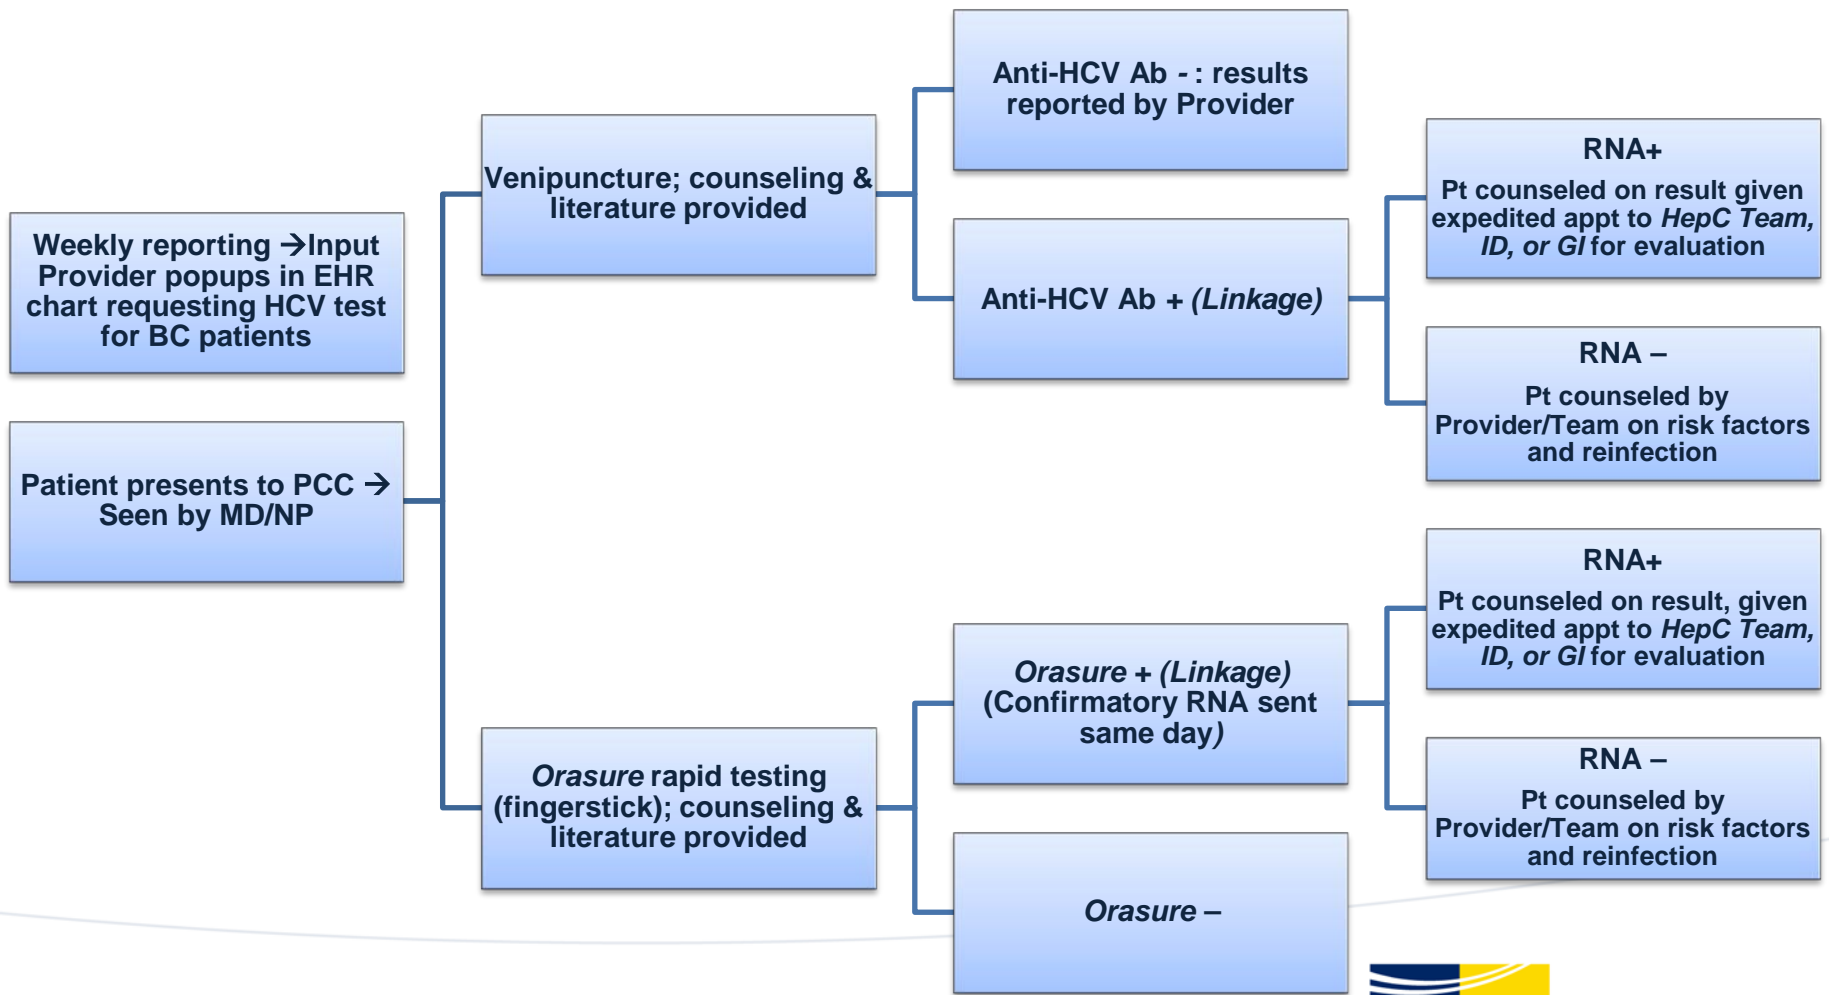 Weekly reporting →Input
Provider popups in EHR
chart requesting HCV test
for BC patients
Patient presents to PCC →
Seen by MD/NP
Venipuncture; counseling &
literature provided
Orasure rapid testing
(fingerstick); counseling &
literature provided
Anti-HCV Ab - : results
reported by Provider
Anti-HCV Ab + (Linkage)
Orasure + (Linkage)
(Confirmatory RNA sent
same day)
Orasure –
RNA+
Pt counseled on result given
expedited appt to HepC Team,
ID, or GI for evaluation
RNA –
Pt counseled by
Provider/Team on risk factors
and reinfection
RNA+
Pt counseled on result, given
expedited appt to HepC Team,
ID, or GI for evaluation
RNA –
Pt counseled by
Provider/Team on risk factors
and reinfection